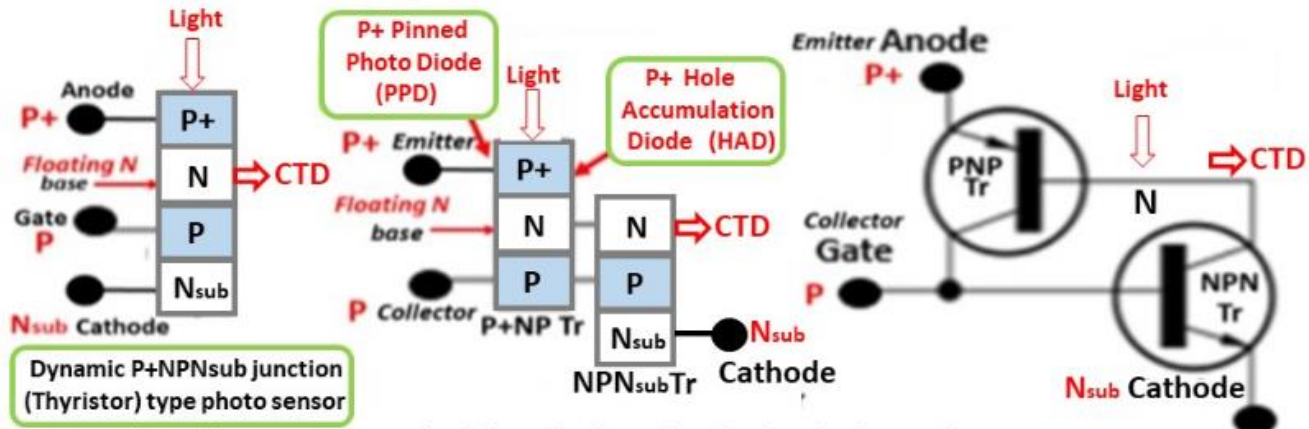 Light
Anode
P+
P+
Floating N
base
N
CTD
Gate
P
P
Nsub
Nsub Cathode
Dynamic P+NPNsub junction
(Thyristor) type photo sensor
P+ Pinned
Photo Diode
(PPD)
Light
P+ Hole
Accumulation
Diode (HAD)
P+ Emitter
P+
Floating N
base
N
N
CTD
P
P
P Collector
P+NP Tr
Nsub
Nsub
Cathode
NPNsubTr
Emitter Anode
P+
Light
PNP
Tr
CTD
N
Collector
Gate
P
NPN
Tr
Nsub Cathode